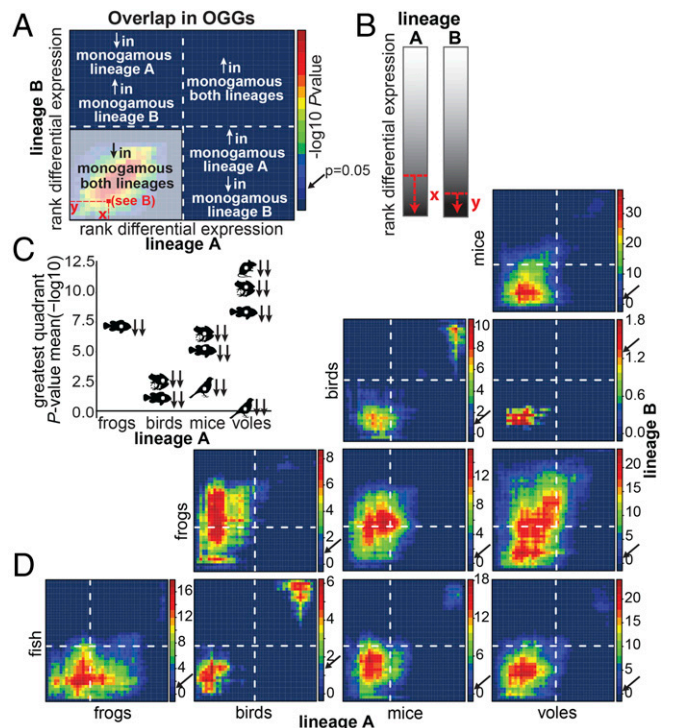 A
Overlap in OGGs
lineage B
rank differential expression
↓in
monogamous
lineage A
↑in
monogamous
lineage B
↑in
monogamous
both lineages
↓in
monogamous
both lineages
↑in
monogamous
lineage A
↓in
monogamous
lineage B
y
x
(see B)
rank differential expression
lineage A
-log10 Pvalue
p=0.05
B
lineage
A B
rank differential expression
x
y
C
greatest quadrant
P-value mean(−log10)
12.5
10.0
7.5
5.0
2.5
0.0
frogs birds mice voles
lineage A
mice
30
20
10
0
birds
10
8
6
4
2
0
1.8
1.2
0.6
0.0
lineage B
frogs
8
6
4
2
0
12
8
4
0
20
15
10
5
0
D
fish
16
12
8
4
0
6
4
2
0
18
12
6
0
20
15
10
5
0
frogs birds mice voles
lineage A